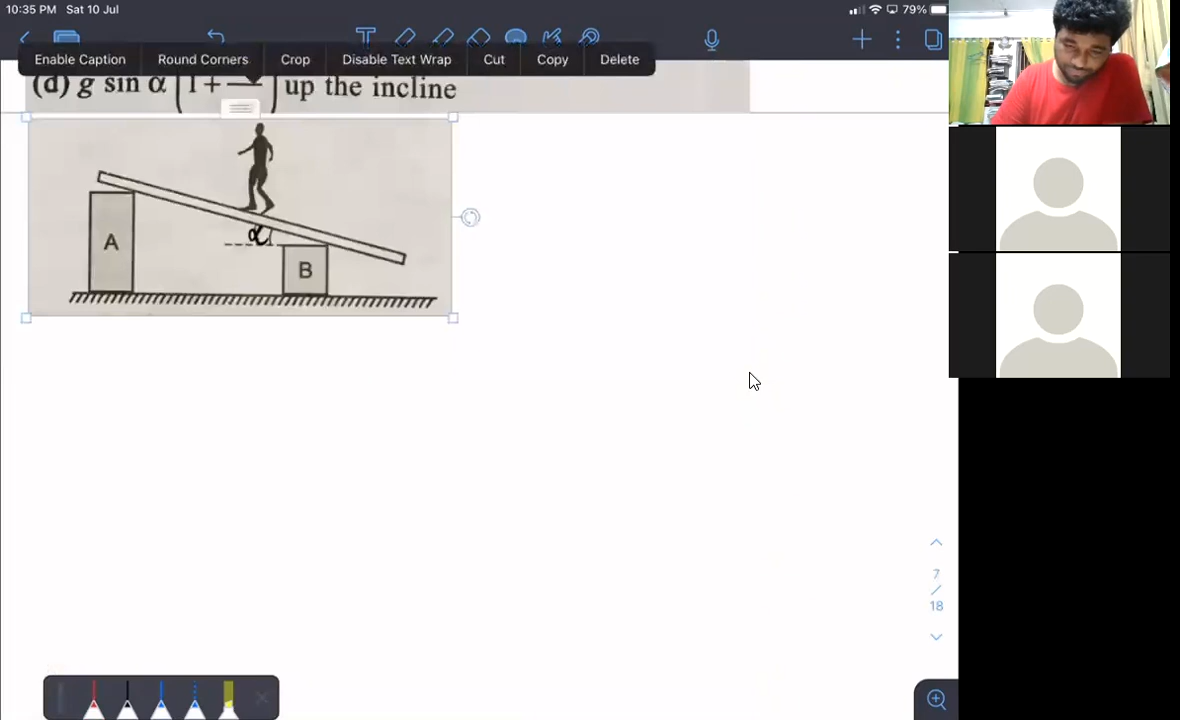 10:35 PM Sat 10 Jul
79%
Enable Caption Round Corners Crop Disable Text Wrap Cut Copy Delete
(d) g sin α [1 + up the incline
A
α
B
7
/
18